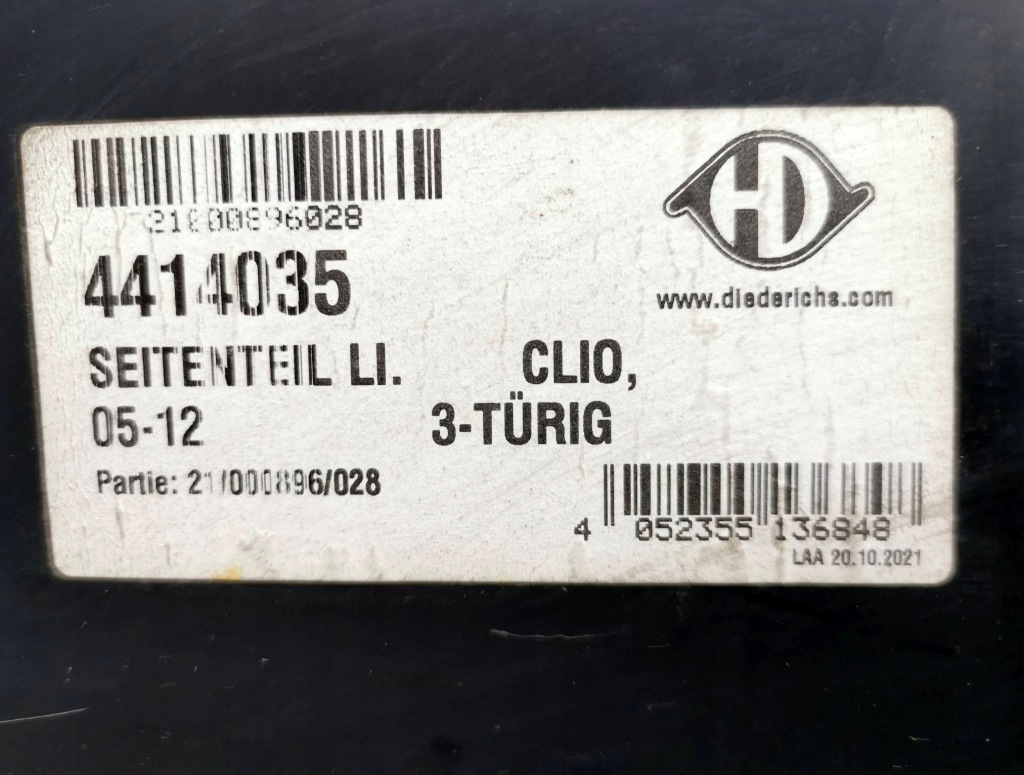 21000896028
4414035
SEITENTEIL LI. CLIO,
05-12 3-TÜRIG
Partie: 21/000896/028
HD
www.diederichs.com
4 052355 136848
LAA 20.10.2021